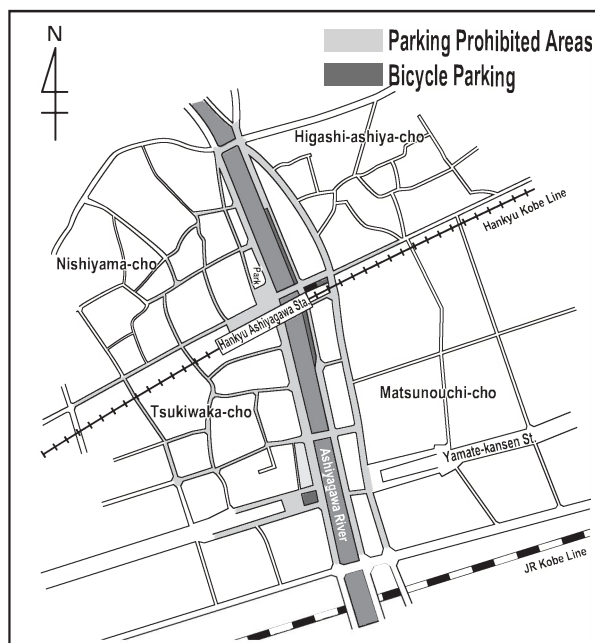 N
Parking Prohibited Areas
Bicycle Parking
Higashi-ashiya-cho
Hankyu Kobe Line
Nishiyama-cho
Park
Hankyu Ashiyagawa Sta.
Tsukiwaka-cho
Matsunouchi-cho
Yamate-kansen St.
Ashiyagawa River
JR Kobe Line